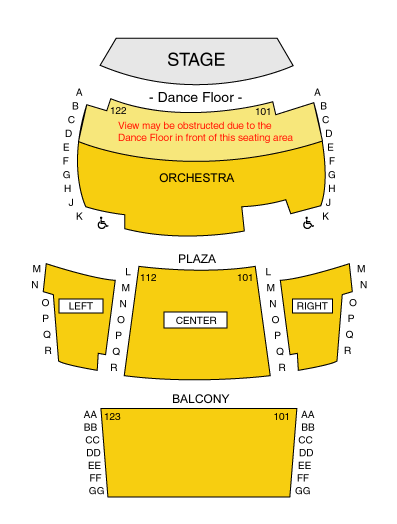 STAGE
- Dance Floor -
A
B
C
D
E
F
G
H
J
K
A
B
C
D
E
F
G
H
J
K
122
101
View may be obstructed due to the
Dance Floor in front of this seating area
ORCHESTRA
PLAZA
M
N
O
P
Q
R
LEFT
L
M
N
O
P
Q
R
112
101
CENTER
L
M
N
O
P
Q
R
RIGHT
M
N
O
P
Q
R
BALCONY
AA
BB
CC
DD
EE
FF
GG
123
101
AA
BB
CC
DD
EE
FF
GG